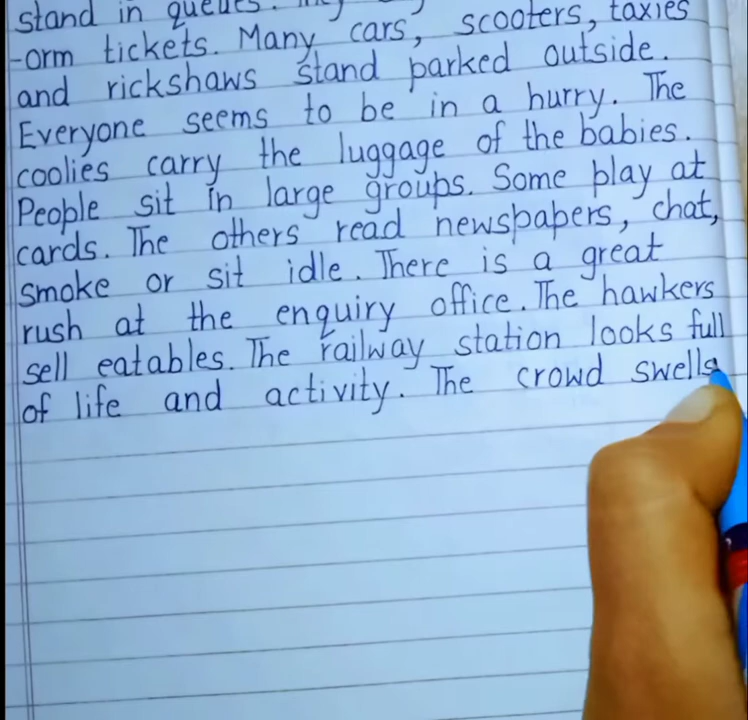 stand in queues. They
-orm tickets. Many cars, scooters, taxies
and rickshaws stand parked outside.
Everyone seems to be in a hurry. The
coolies carry the luggage of the babies.
People sit in large groups. Some play at
cards. The others read newspapers, chat,
smoke or sit idle. There is a great
rush at the enquiry office. The hawkers
sell eatables. The railway station looks full
of life and activity. The crowd swells